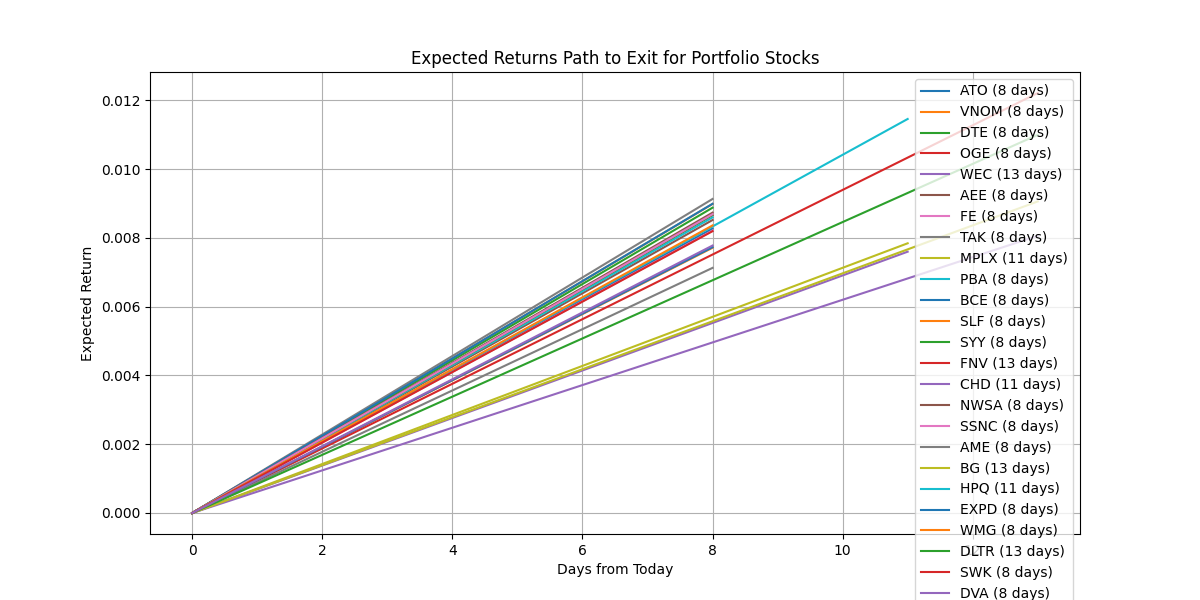 Expected Returns Path to Exit for Portfolio Stocks
Expected Return
0.012
0.010
0.008
0.006
0.004
0.002
0.000
0
2
4
6
8
10
Days from Today
ATO (8 days)
VNOM (8 days)
DTE (8 days)
OGE (8 days)
WEC (13 days)
AEE (8 days)
FE (8 days)
TAK (8 days)
MPLX (11 days)
PBA (8 days)
BCE (8 days)
SLF (8 days)
SYY (8 days)
FNV (13 days)
CHD (11 days)
NWSA (8 days)
SSNC (8 days)
AME (8 days)
BG (13 days)
HPQ (11 days)
EXPD (8 days)
WMG (8 days)
DLTR (13 days)
SWK (8 days)
DVA (8 days)